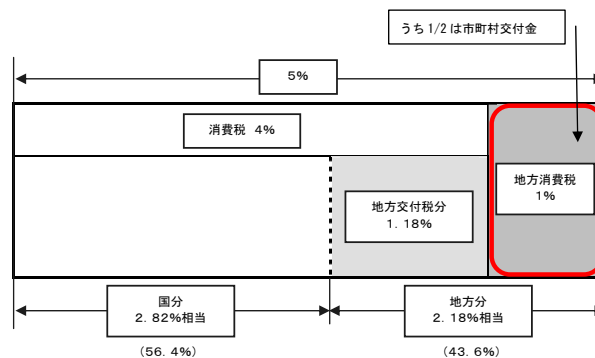 うち 1/2 は市町村交付金
5%
消費税 4%
地方交付税分
1.18%
地方消費税
1%
国分
2.82%相当
地方分
2.18%相当
(56.4%)
(43.6%)